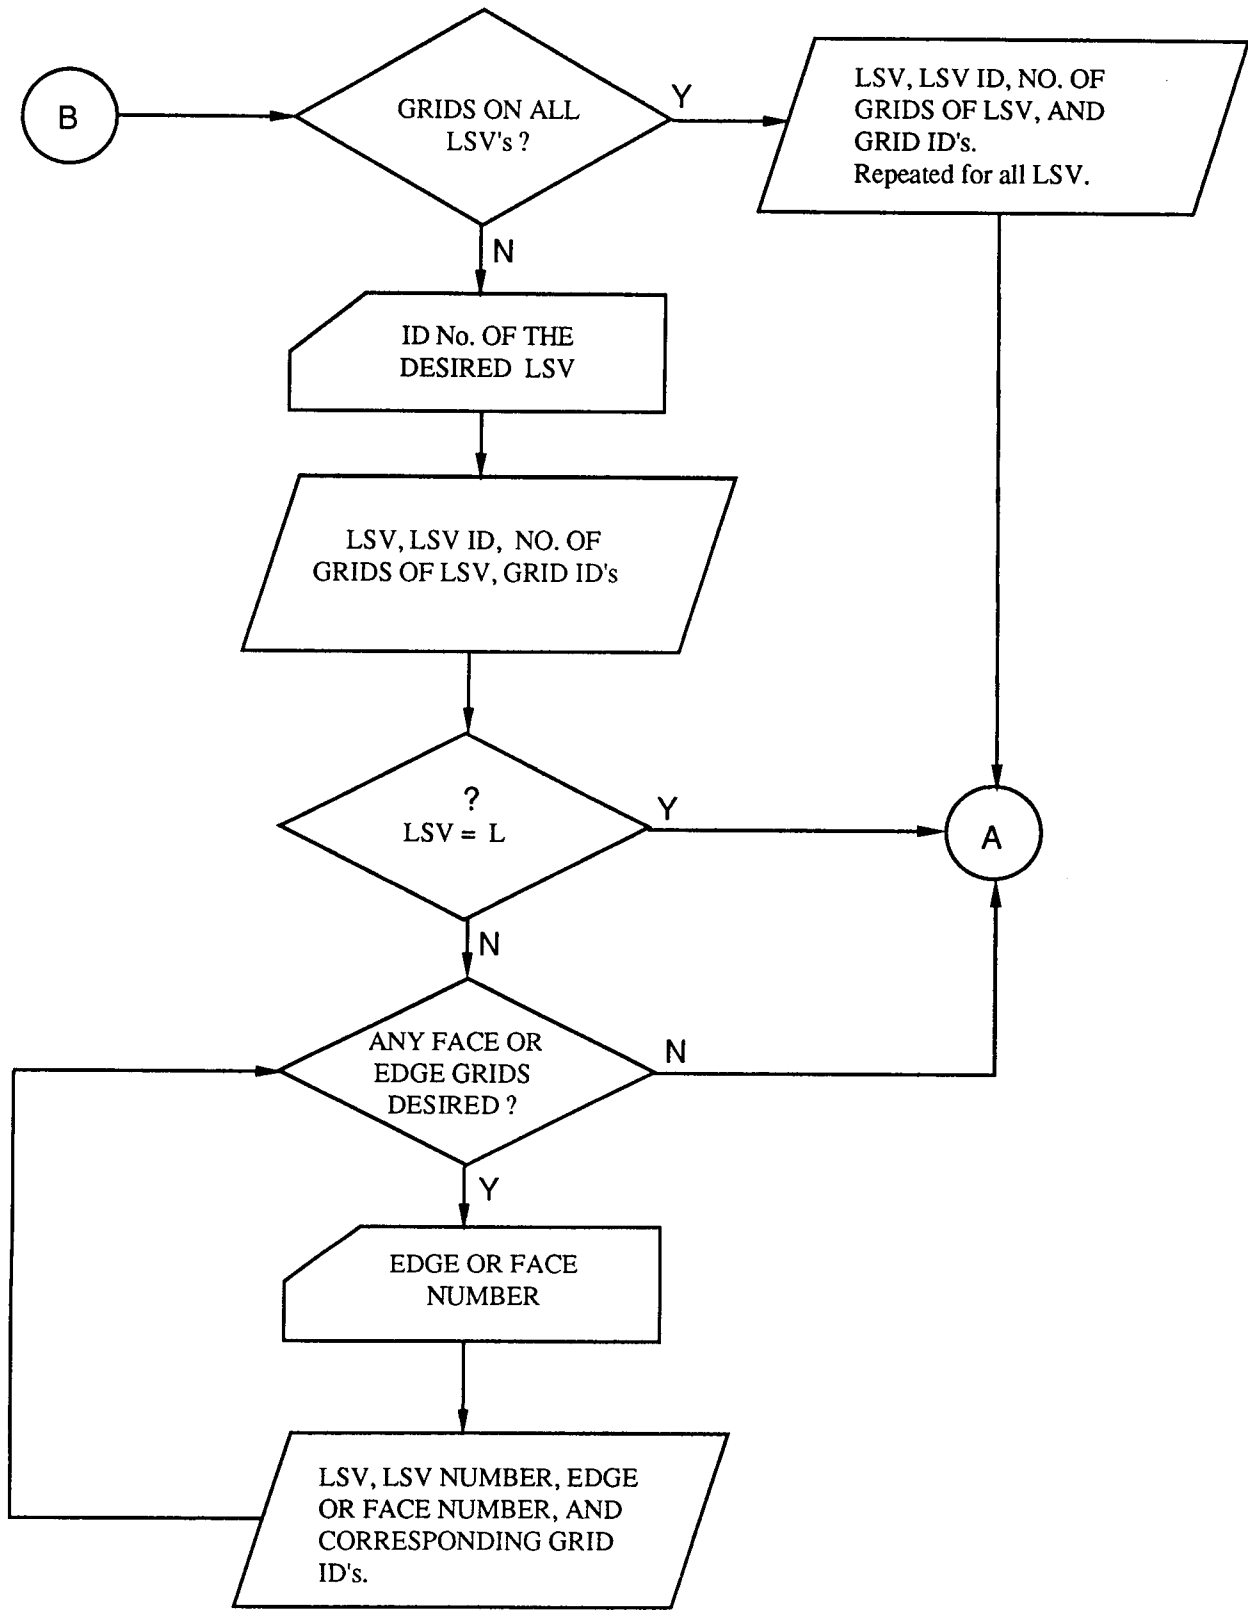 B
GRIDS ON ALL
LSV's ?
Y
LSV, LSV ID, NO. OF
GRIDS OF LSV, AND
GRID ID's.
Repeated for all LSV.
N
ID No. OF THE
DESIRED LSV
LSV, LSV ID, NO. OF
GRIDS OF LSV, GRID ID's
?
LSV = L
Y
A
N
ANY FACE OR
EDGE GRIDS
DESIRED ?
N
Y
EDGE OR FACE
NUMBER
LSV, LSV NUMBER, EDGE
OR FACE NUMBER, AND
CORRESPONDING GRID
ID's.